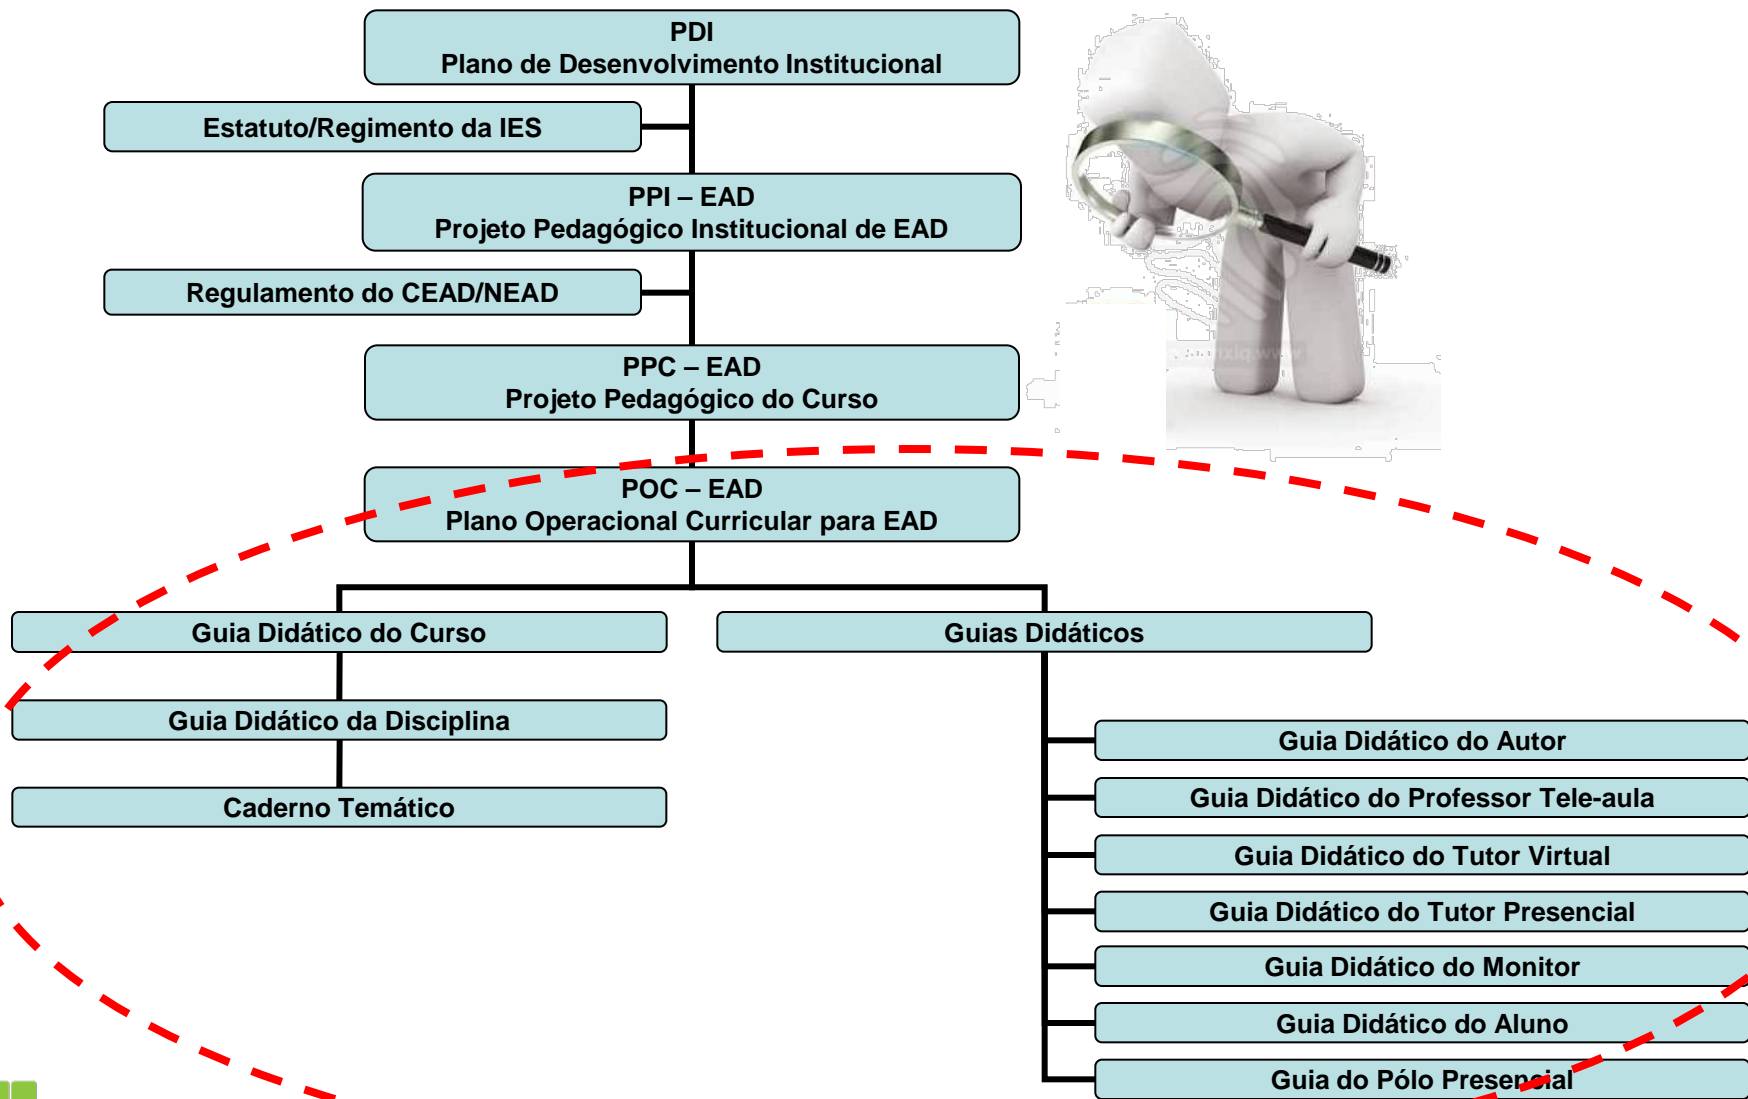 PDI
Plano de Desenvolvimento Institucional
Estatuto/Regimento da IES
PPI – EAD
Projeto Pedagógico Institucional de EAD
Regulamento do CEAD/NEAD
PPC – EAD
Projeto Pedagógico do Curso
POC – EAD
Plano Operacional Curricular para EAD
Guia Didático do Curso
Guias Didáticos
Guia Didático da Disciplina
Caderno Temático
Guia Didático do Autor
Guia Didático do Professor Tele-aula
Guia Didático do Tutor Virtual
Guia Didático do Tutor Presencial
Guia Didático do Monitor
Guia Didático do Aluno
Guia do Pólo Presencial